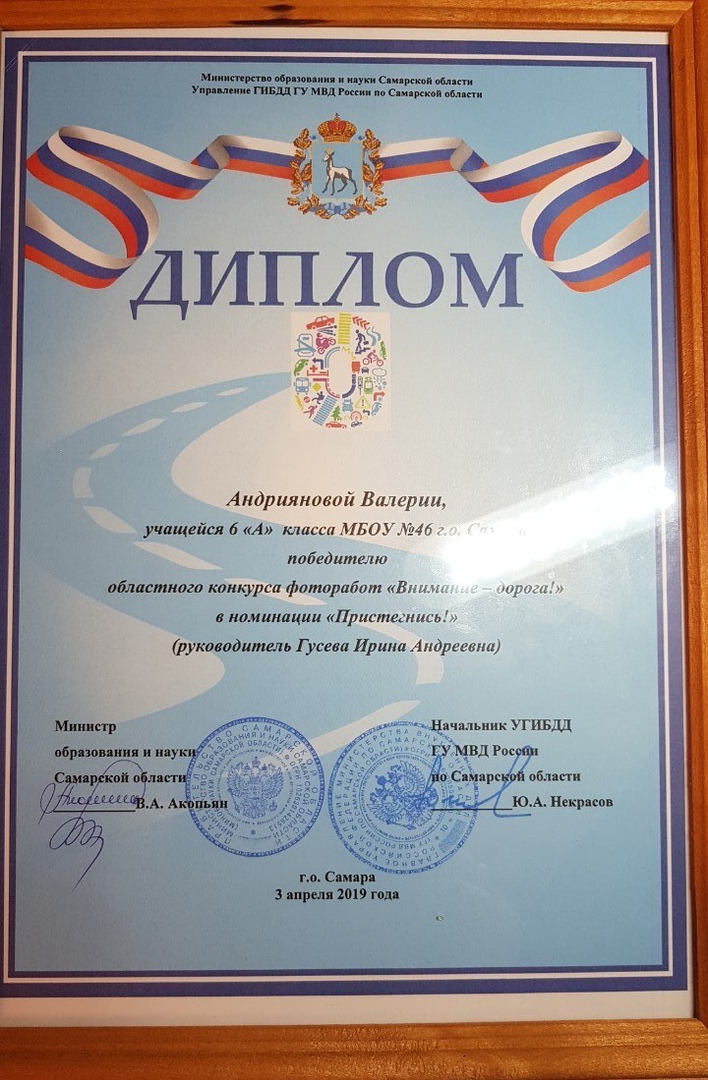 Министерство образования и науки Самарской области
Управление ГИБДД ГУ МВД России по Самарской области
ДИПЛОМ
Андрияновой Валерии,
учащейся 6 «А» класса МБОУ №46 г.о.
победителю
областного конкурса фоторабот «Внимание – дорога!»
в номинации «Пристегнись!»
(руководитель Гусева Ирина Андреевна)
Министр
образования и науки
Самарской области
В.А. Акопьян
Начальник УГИБДД
ГУ МВД России
по Самарской области
Ю.А. Некрасов
г.о. Самара
3 апреля 2019 года